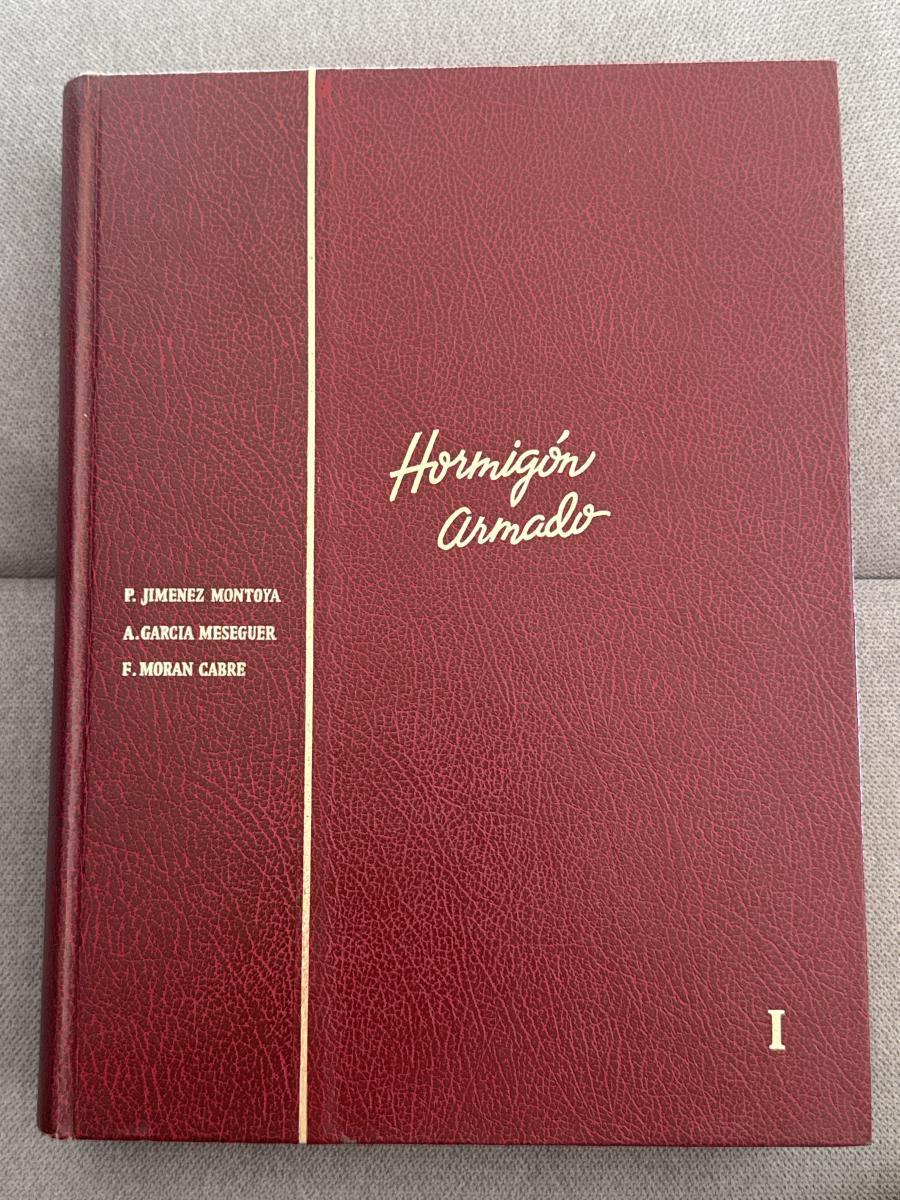 Hormigón
Armado
P. JIMENEZ MONTOYA
A. GARCIA MESEGUER
F. MORAN CABRE
I